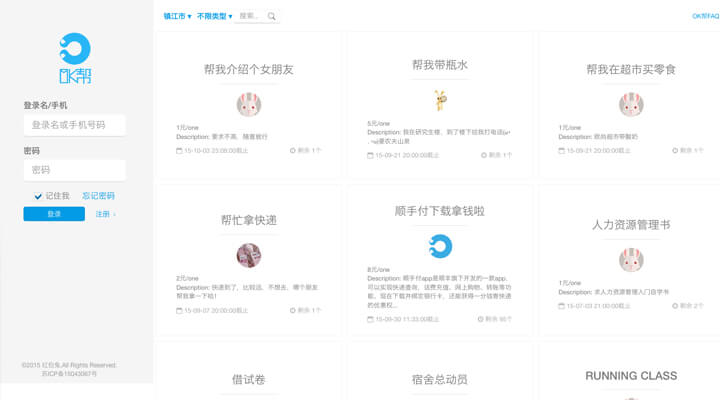 OK帮
登录名/手机
登录名或手机号码
密码
密码
记住我 忘记密码
登录 注册 ›
©2015 红包兔,All Rights Reserved.
苏ICP备15043067号
镇江市 ▾ 不限类型 ▾ 搜索...
OK帮FAQ
帮我介绍个女朋友
1元/one
Description: 要求不高，随意就行
15-10-03 23:08:00截止 剩余 1个
帮我带瓶水
5元/one
Description: 我在研究生楼，到了楼下给我打电话
要农夫山泉
15-09-21 20:00:00截止 剩余 1个
帮我在超市买零食
1元/one
Description: 欧尚超市带酸奶
15-09-21 20:00:00截止 剩余 1个
帮忙拿快递
2元/one
Description: 快递到了，比较远，不想去，哪个朋友
帮我拿一下哈！
15-09-07 20:00:00截止 剩余 1个
顺手付下载拿钱啦
8元/one
Description: 顺手付app是顺丰旗下开发的一款app，
可以实现快递查询，话费充值，网上购物，转账等功
能，现在下载并绑定银行卡，还能获得一分钱寄快递
的优惠权...
15-09-30 11:33:00截止 剩余 95个
人力资源管理书
1元/one
Description: 求人力资源管理入门自学书
15-07-03 21:00:00截止 剩余 2个
借试卷
宿舍总动员
RUNNING CLASS